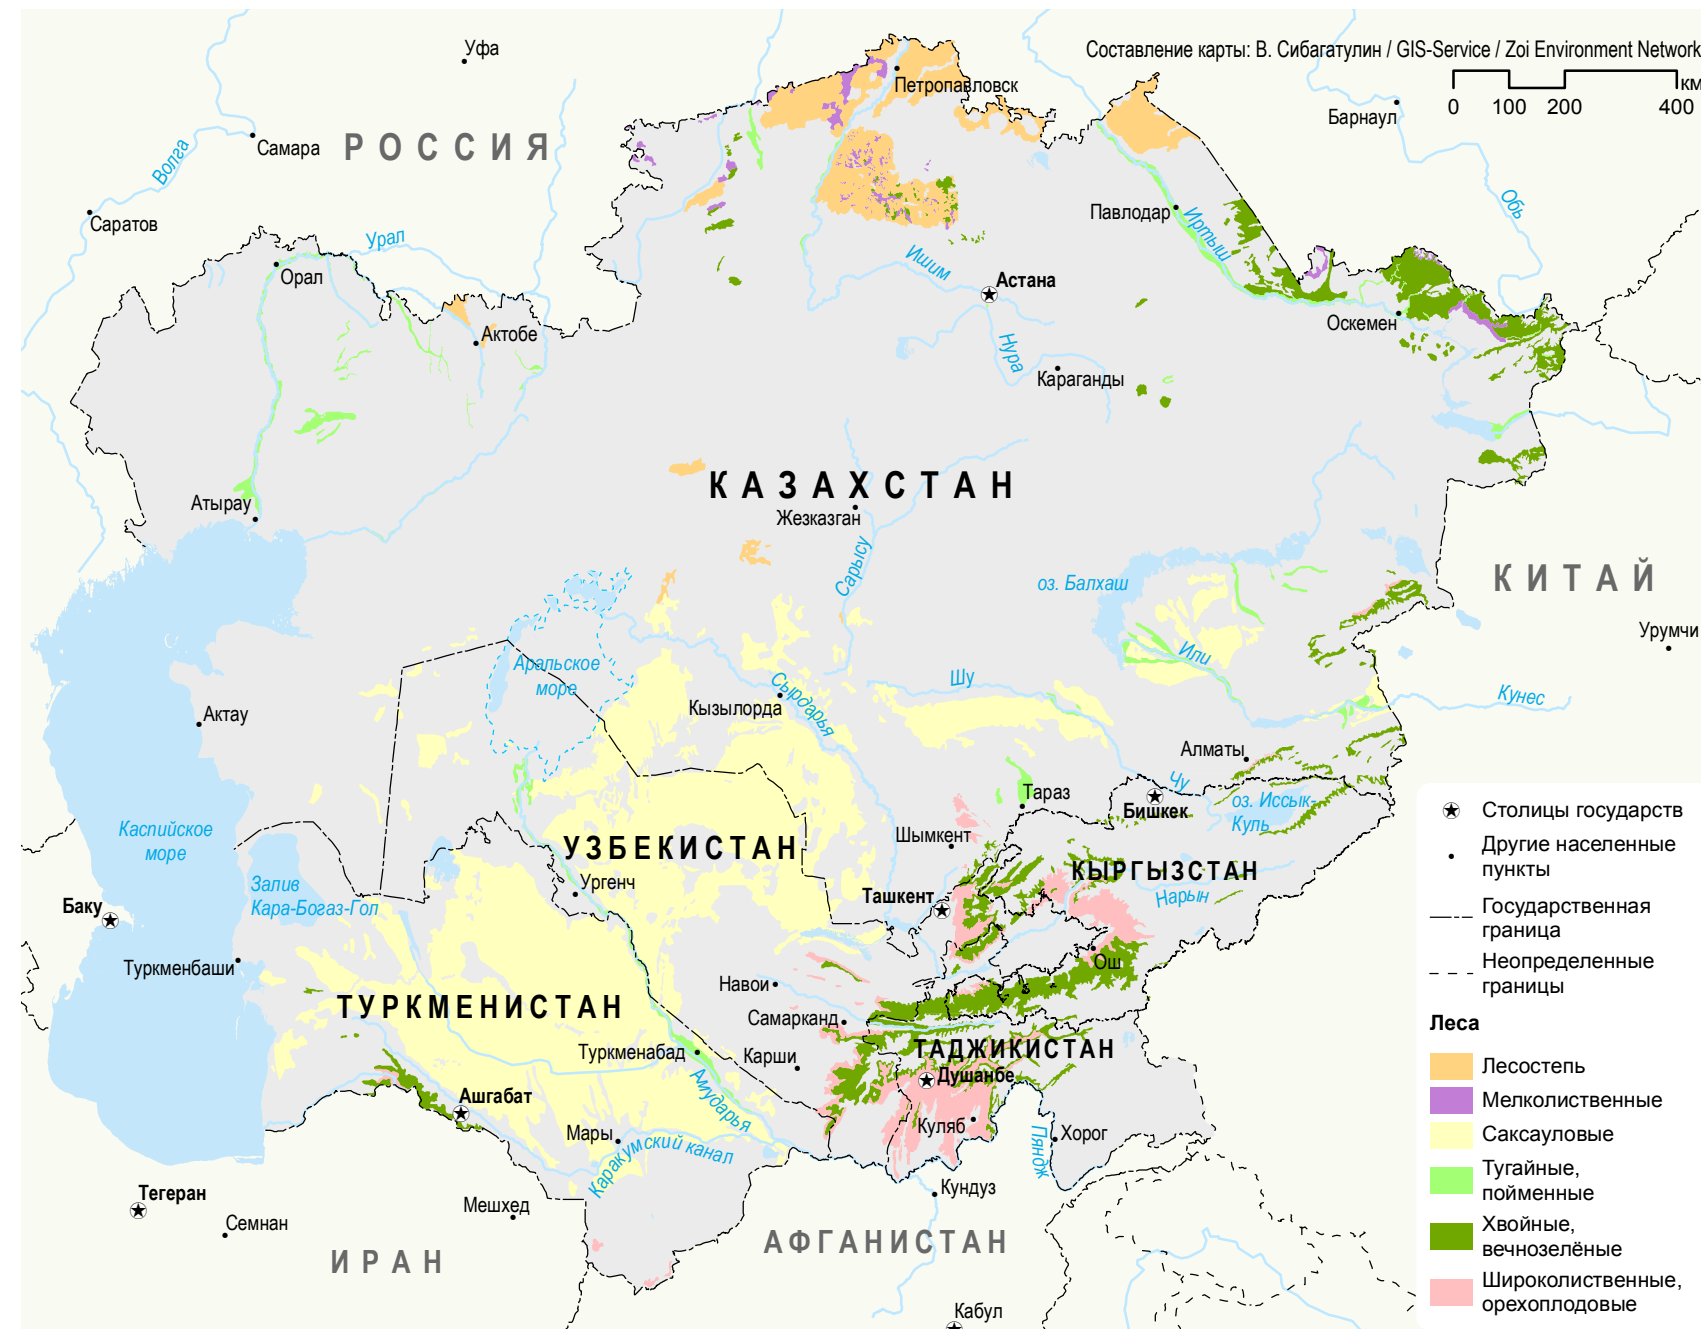 Составление карты: В. Сибагатулин / GIS-Service / Zoi Environment Network
км
0 100 200 400
Уфа
Петропавловск
Барнаул
Самара
РОССИЯ
Волга
Саратов
Обь
Павлодар
Иртыш
Урал
Орал
Ишим
Астана
Актобе
Оскемен
Нура
Караганды
КАЗАХСТАН
Атырау
Жезказган
Сарысу
оз. Балхаш
КИТАЙ
Урумчи
Аральское
море
Или
Шу
Кунес
Сырдарья
Кызылорда
Актау
Алматы
Чу
Тараз
Бишкек
оз. Иссык-
Куль
Каспийское
море
Шымкент
УЗБЕКИСТАН
КЫРГЫЗСТАН
Залив
Кара-Богаз-Гол
Ургенч
Ташкент
Нарын
Баку
Ош
Туркменбаши
Навои
ТУРКМЕНИСТАН
Самарканд
Туркменабад
Карши
ТАДЖИКИСТАН
Душанбе
Ашгабат
Амударья
Куляб
Мары
Пяндж
Хорог
Каракумский канал
Тегеран
Семнан
Мешхед
Кундуз
ИРАН
АФГАНИСТАН
Кабул
Столицы государств
Другие населенные
пункты
Государственная
граница
Неопределенные
границы
Леса
Лесостепь
Мелколиственные
Саксауловые
Тугайные,
пойменные
Хвойные,
вечнозелёные
Широколиственные,
орехоплодовые